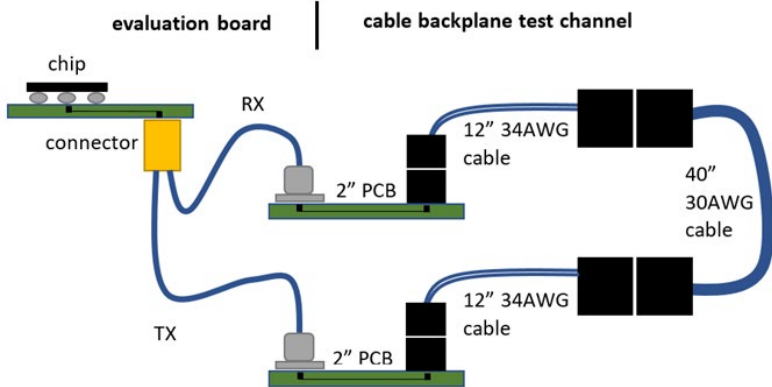 evaluation board
cable backplane test channel
chip
RX
connector
12” 34AWG
cable
2” PCB
40”
30AWG
cable
12” 34AWG
cable
TX
2” PCB